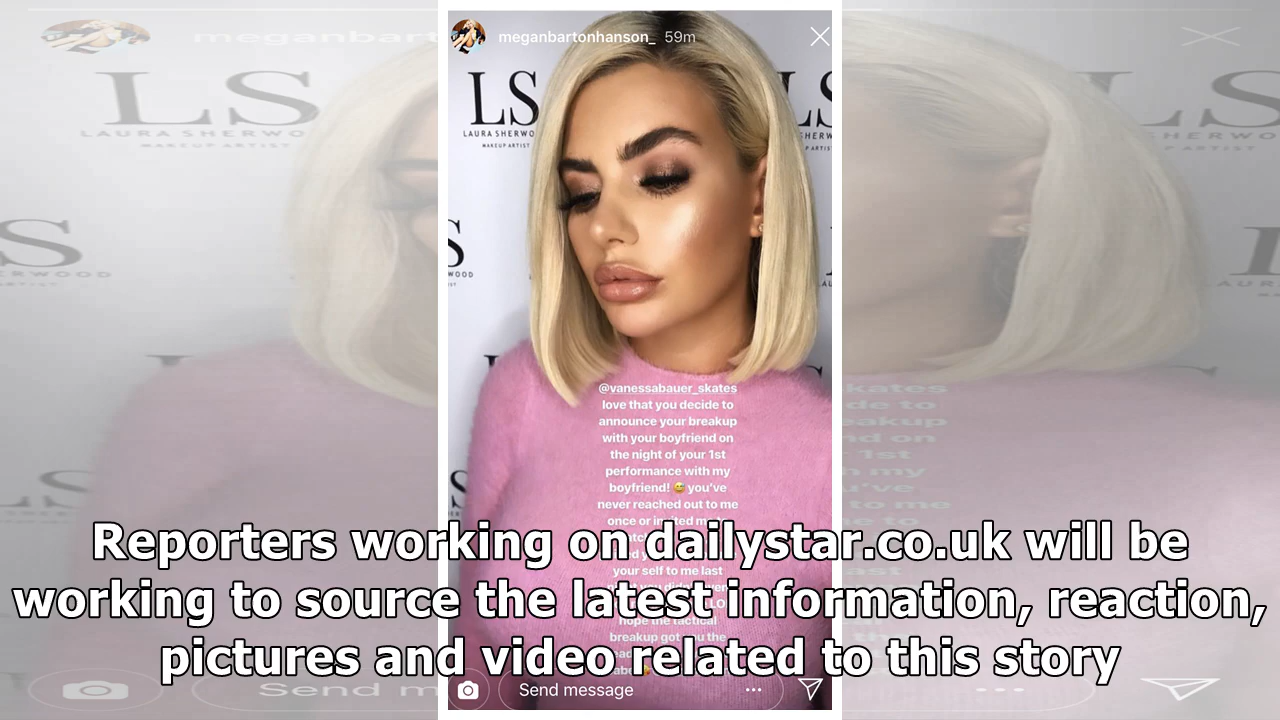 meganbartonhanson_ 59m
LS
LAURA SHERWO
MAKEUP ARTIST
@vanessabauer_skates
love that you decide to
announce your breakup
with your boyfriend on
the night of your 1st
performance with my
boyfriend! 😅 you've
never reached out to me
once or
your self to me last
hope the tactical
breakup got you the
Reporters working on dailystar.co.uk will be
working to source the latest information, reaction,
pictures and video related to this story
Send message